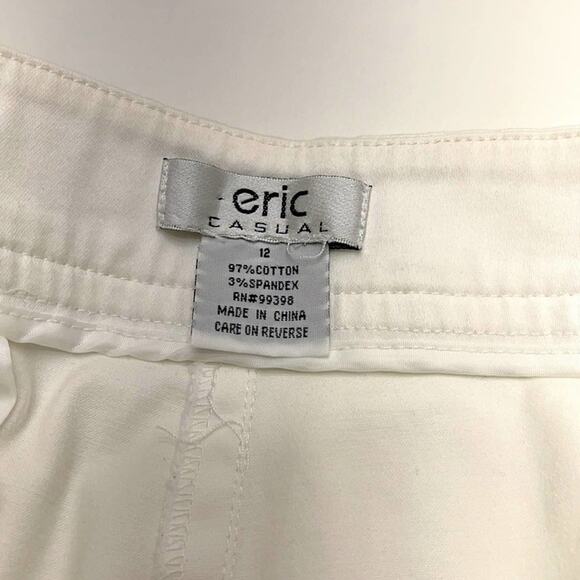 eric
CASUAL
12
97%COTTON
3%SPANDEX
RN#99398
MADE IN CHINA
CARE ON REVERSE